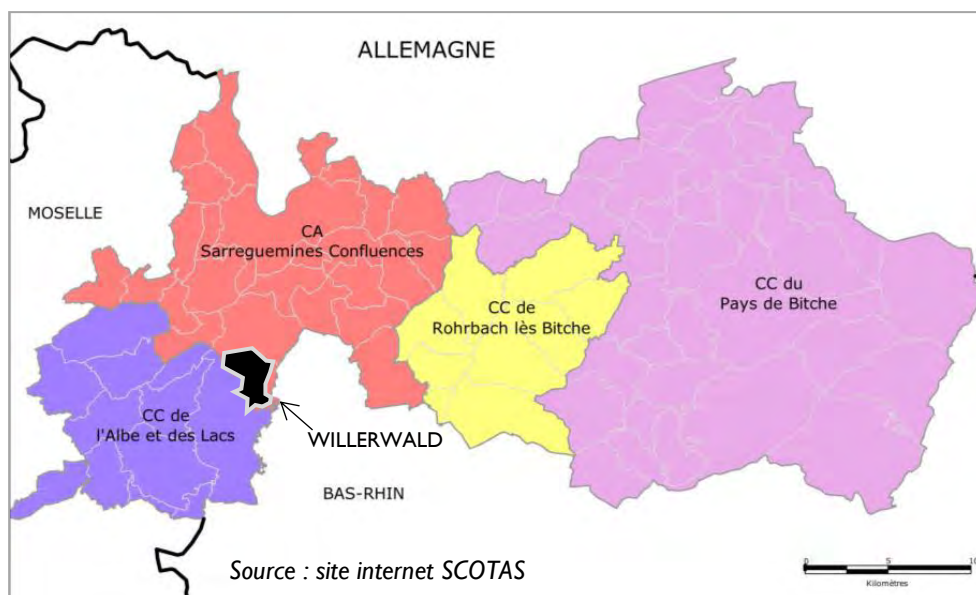 ALLEMAGNE
MOSELLE
CA
Sarreguemines Confluences
CC du
Pays de Bitche
CC de
Rohrbach lès Bitche
CC de
l'Albe et des Lacs
WILLERWALD
BAS-RHIN
Source : site internet SCOTAS
0 5 10
Kilomètres